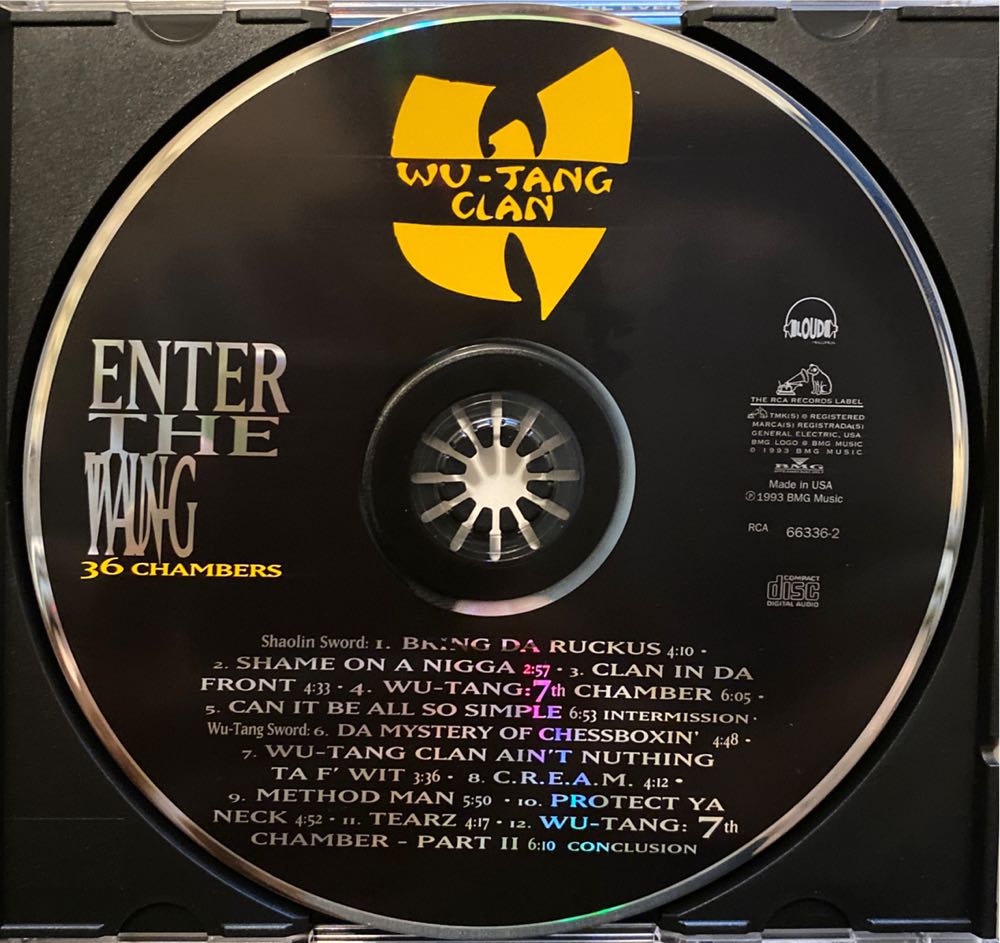 WU-TANG
CLAN
ENTER
THE
WU-TANG
36 CHAMBERS
LOUD
THE RCA RECORDS LABEL
TMK(S) ® REGISTERED
MARCA(S) REGISTRADA(S)
GENERAL ELECTRIC, USA
BMG LOGO ® BMG MUSIC
© 1993 BMG MUSIC
BMG
Made in USA
℗ 1993 BMG Music
RCA 66336-2
COMPACT
disc
DIGITAL AUDIO
Shaolin Sword: 1. BRING DA RUCKUS 4:10 •
2. SHAME ON A NIGGA 2:57 • 3. CLAN IN DA
FRONT 4:33 • 4. WU-TANG: 7th CHAMBER 6:05 •
5. CAN IT BE ALL SO SIMPLE 6:53 INTERMISSION •
Wu-Tang Sword: 6. DA MYSTERY OF CHESSBOXIN' 4:48 •
7. WU-TANG CLAN AIN'T NUTHING
TA F' WIT 3:36 • 8. C.R.E.A.M. 4:12 •
9. METHOD MAN 5:50 • 10. PROTECT YA
NECK 4:52 • 11. TEARZ 4:17 • 12. WU-TANG: 7th
CHAMBER - PART II 6:10 CONCLUSION